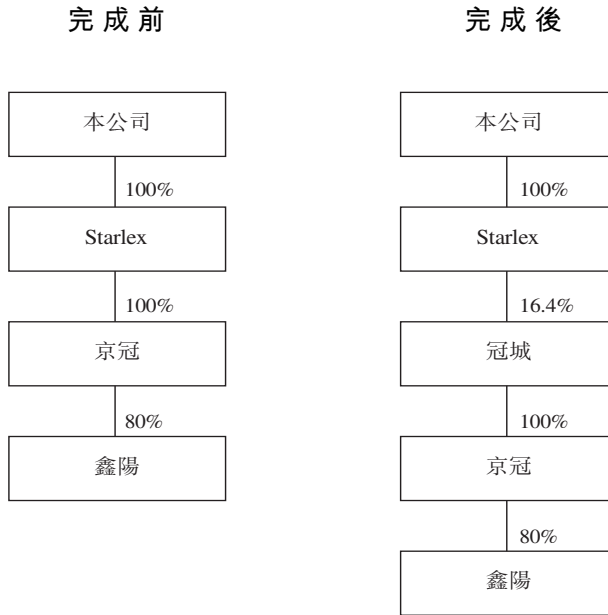 完成前
本公司
100%
Starlex
100%
京冠
80%
鑫陽
完成後
本公司
100%
Starlex
16.4%
冠城
100%
京冠
80%
鑫陽